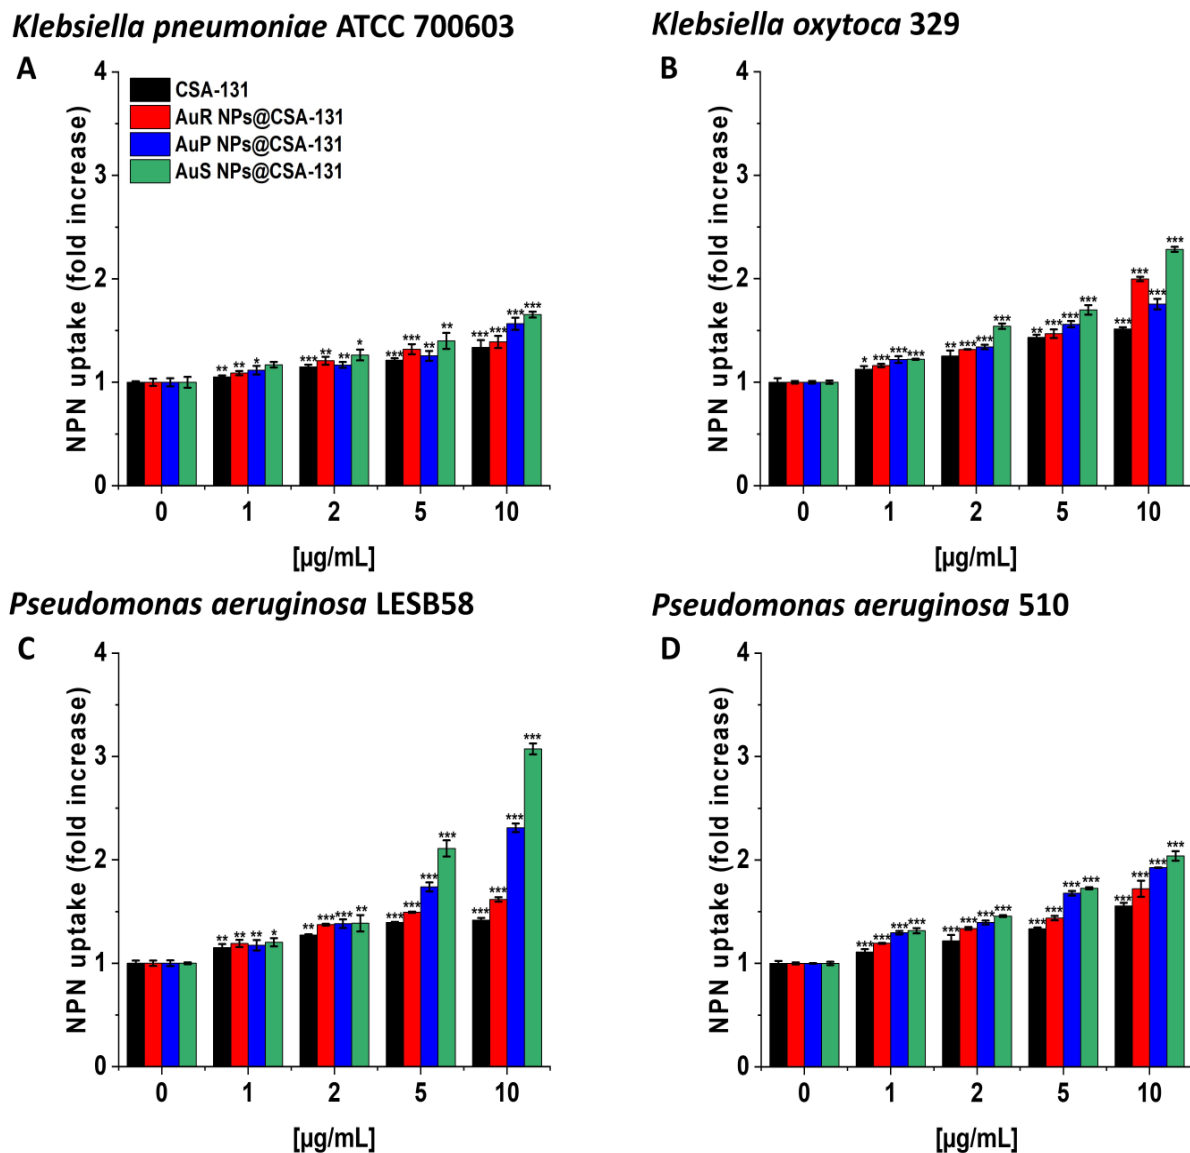 Klebsiella pneumoniae ATCC 700603
Klebsiella oxytoca 329
A
4
3
2
1
0
NPN uptake (fold increase)
CSA-131
AuR NPs@CSA-131
AuP NPs@CSA-131
AuS NPs@CSA-131
** ** *
*** ** ** *
*** *** ** **
*** *** *** ***
0 1 2 5 10
[µg/mL]
B
4
3
2
1
0
NPN uptake (fold increase)
* *** *** ***
** *** *** ***
** *** *** ***
*** *** *** ***
0 1 2 5 10
[µg/mL]
Pseudomonas aeruginosa LESB58
Pseudomonas aeruginosa 510
C
4
3
2
1
0
NPN uptake (fold increase)
** ** ** *
** *** *** **
*** *** *** ***
*** *** *** ***
0 1 2 5 10
[µg/mL]
D
4
3
2
1
0
NPN uptake (fold increase)
*** *** *** ***
*** *** *** ***
*** *** *** ***
*** *** *** ***
0 1 2 5 10
[µg/mL]